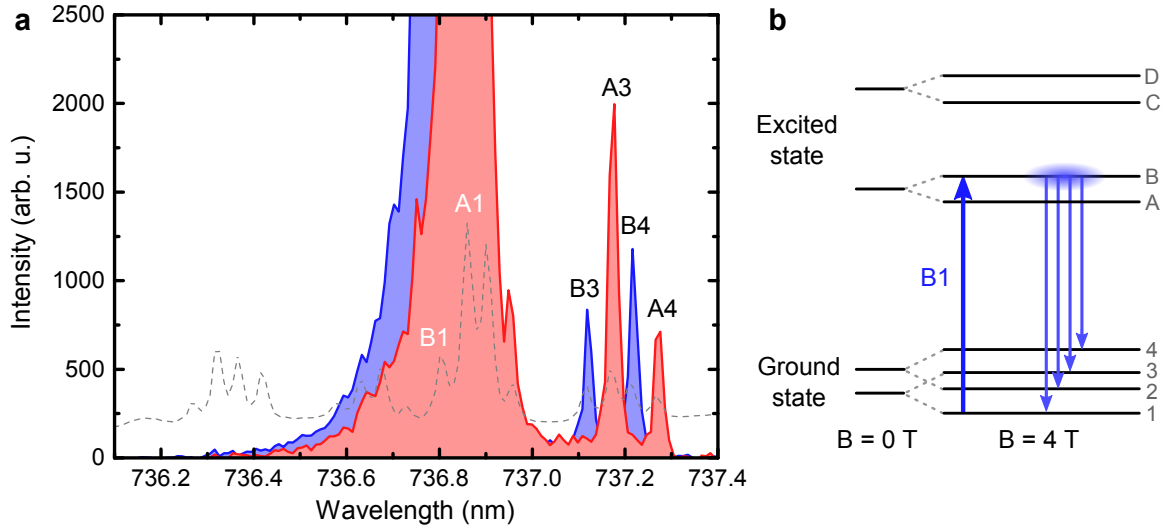 a
2500
2000
1500
1000
500
0
Intensity (arb. u.)
736.2
736.4
736.6
736.8
737.0
737.2
737.4
Wavelength (nm)
A1
B1
A3
B4
B3
A4
b
Excited
state
D
C
B
A
B1
Ground
state
4
3
2
1
B = 0 T
B = 4 T